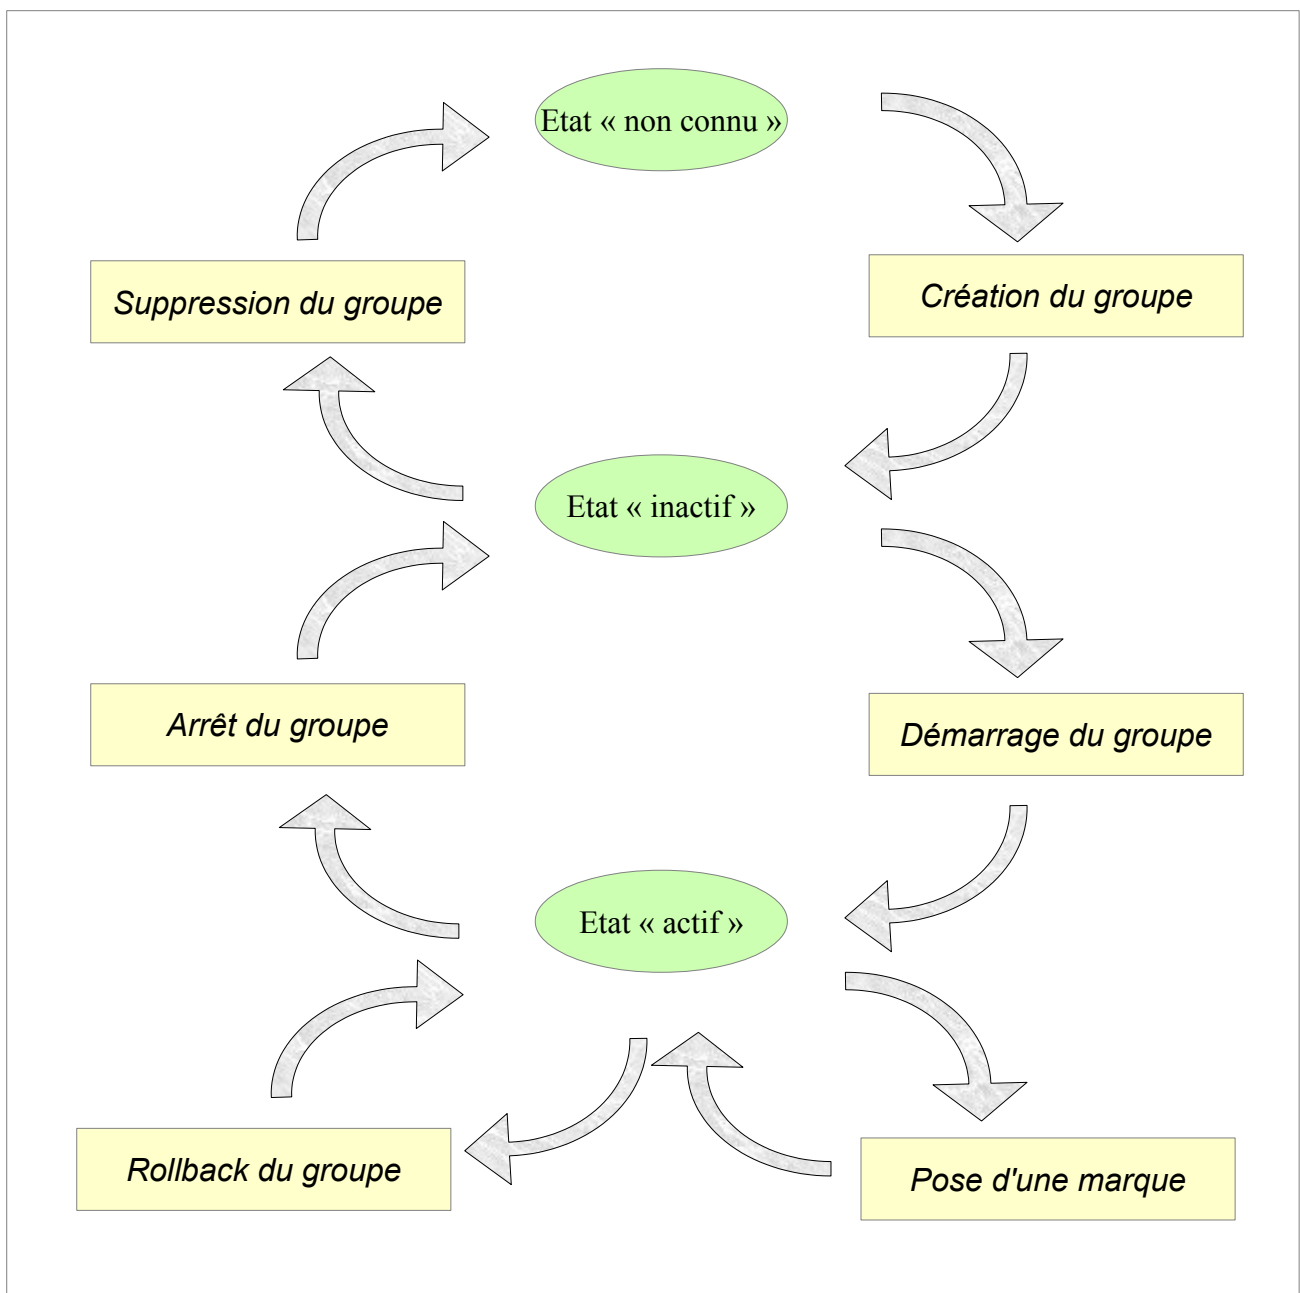 Etat « non connu »
Suppression du groupe
Création du groupe
Etat « inactif »
Arrêt du groupe
Démarrage du groupe
Etat « actif »
Rollback du groupe
Pose d'une marque